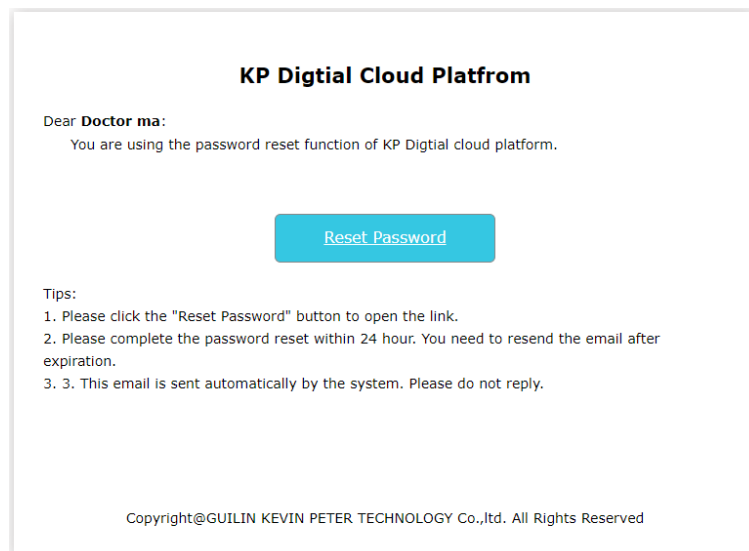 KP Digtial Cloud Platfrom
Dear Doctor ma:
You are using the password reset function of KP Digtial cloud platform.
Reset Password
Tips:
1. Please click the "Reset Password" button to open the link.
2. Please complete the password reset within 24 hour. You need to resend the email after
expiration.
3. 3. This email is sent automatically by the system. Please do not reply.
Copyright@GUILIN KEVIN PETER TECHNOLOGY Co.,ltd. All Rights Reserved